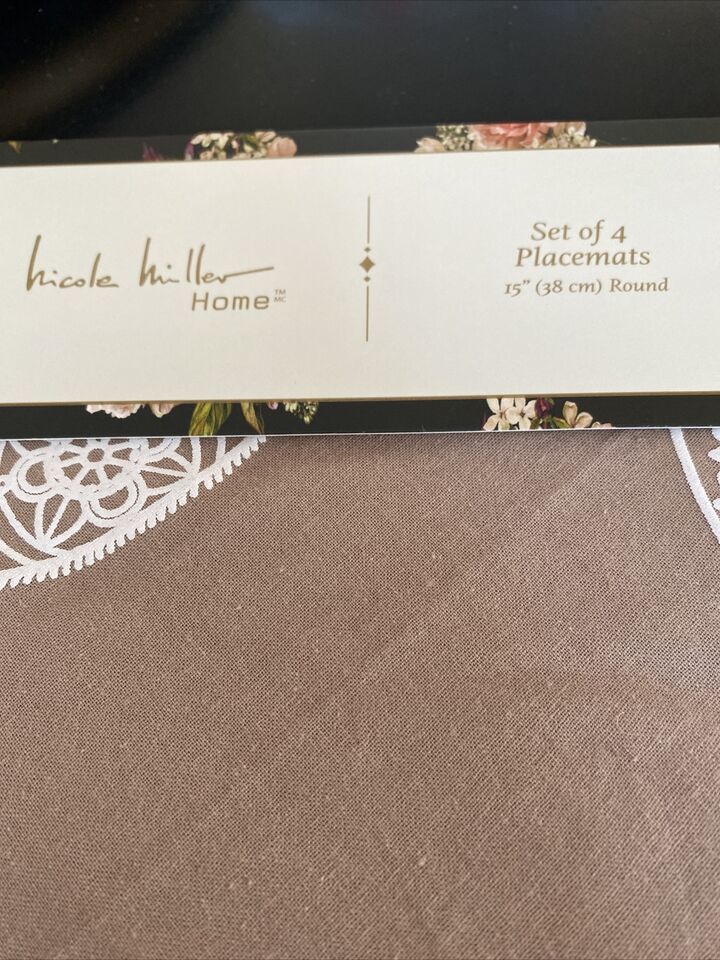 Nicole Miller
Home™ MC
Set of 4
Placemats
15” (38 cm) Round